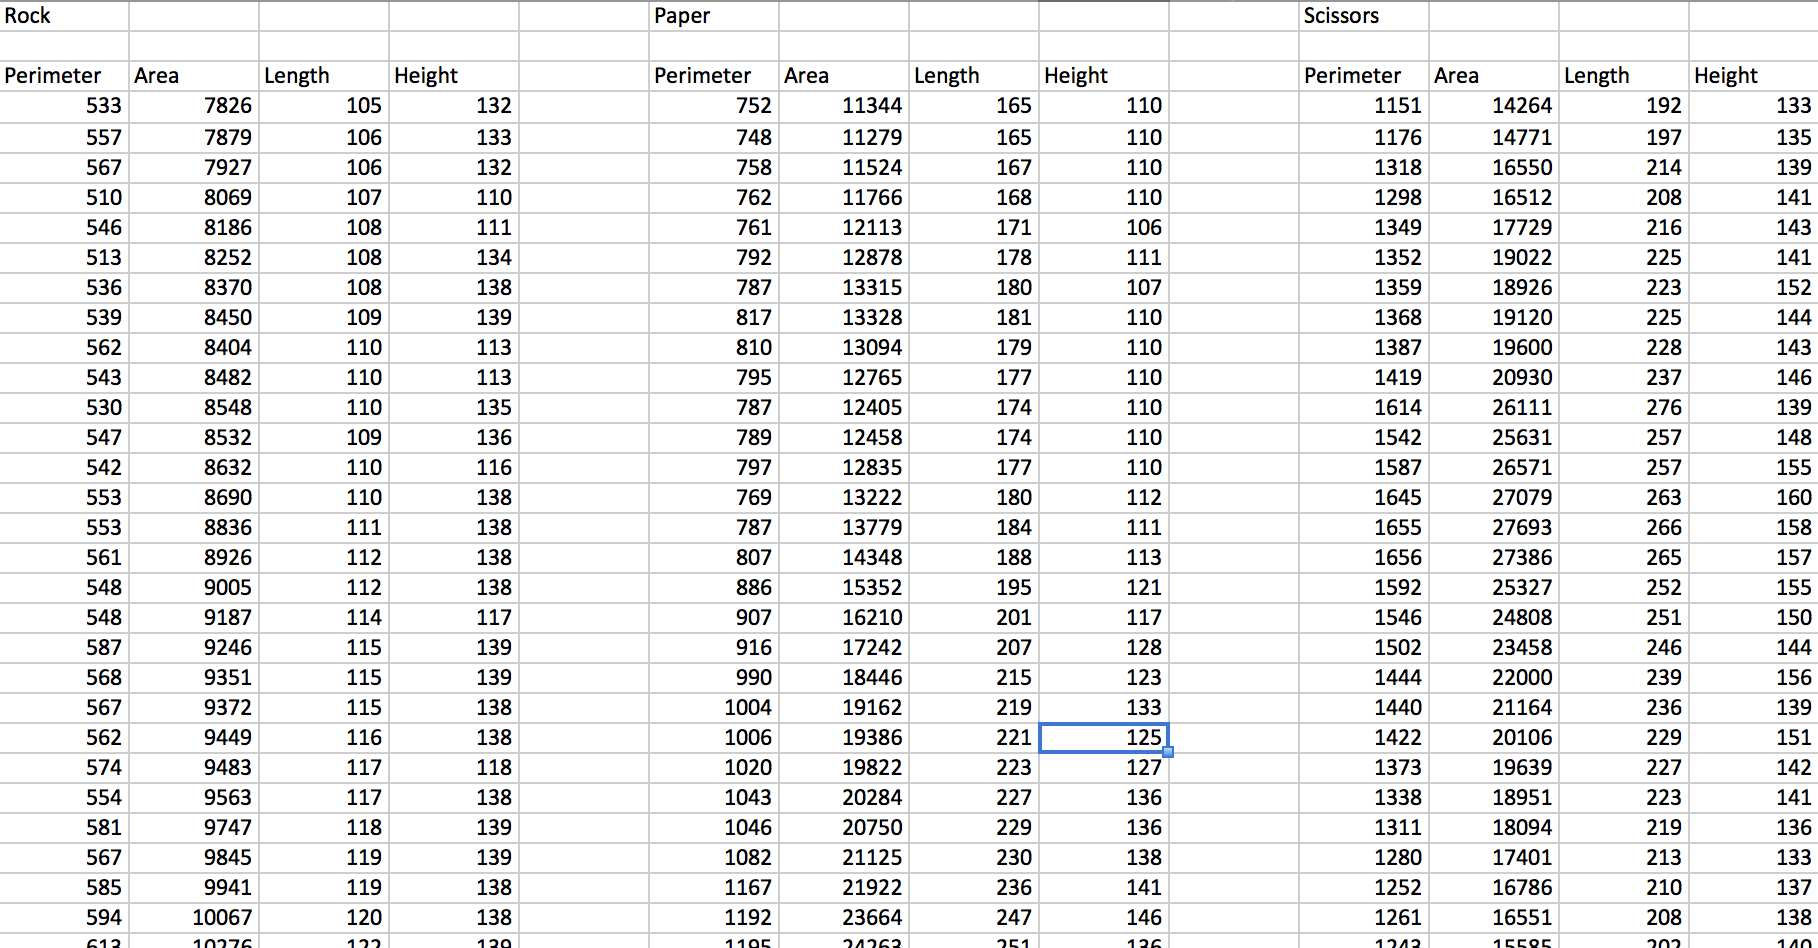 Rock Paper Scissors
Perimeter Area Length Height Perimeter Area Length Height Perimeter Area Length Height
533 7826 105 132 752 11344 165 110 1151 14264 192 133
557 7879 106 133 748 11279 165 110 1176 14771 197 135
567 7927 106 132 758 11524 167 110 1318 16550 214 139
510 8069 107 110 762 11766 168 110 1298 16512 208 141
546 8186 108 111 761 12113 171 106 1349 17729 216 143
513 8252 108 134 792 12878 178 111 1352 19022 225 141
536 8370 108 138 787 13315 180 107 1359 18926 223 152
539 8450 109 139 817 13328 181 110 1368 19120 225 144
562 8404 110 113 810 13094 179 110 1387 19600 228 143
543 8482 110 113 795 12765 177 110 1419 20930 237 146
530 8548 110 135 787 12405 174 110 1614 26111 276 139
547 8532 109 136 789 12458 174 110 1542 25631 257 148
542 8632 110 116 797 12835 177 110 1587 26571 257 155
553 8690 110 138 769 13222 180 112 1645 27079 263 160
553 8836 111 138 787 13779 184 111 1655 27693 266 158
561 8926 112 138 807 14348 188 113 1656 27386 265 157
548 9005 112 138 886 15352 195 121 1592 25327 252 155
548 9187 114 117 907 16210 201 117 1546 24808 251 150
587 9246 115 139 916 17242 207 128 1502 23458 246 144
568 9351 115 139 990 18446 215 123 1444 22000 239 156
567 9372 115 138 1004 19162 219 133 1440 21164 236 139
562 9449 116 138 1006 19386 221 125 1422 20106 229 151
574 9483 117 118 1020 19822 223 127 1373 19639 227 142
554 9563 117 138 1043 20284 227 136 1338 18951 223 141
581 9747 118 139 1046 20750 229 136 1311 18094 219 136
567 9845 119 139 1082 21125 230 138 1280 17401 213 133
585 9941 119 138 1167 21922 236 141 1252 16786 210 137
594 10067 120 138 1192 23664 247 146 1261 16551 208 138
613 10276 122 139 1195 24263 251 136 1243 15585 202 140